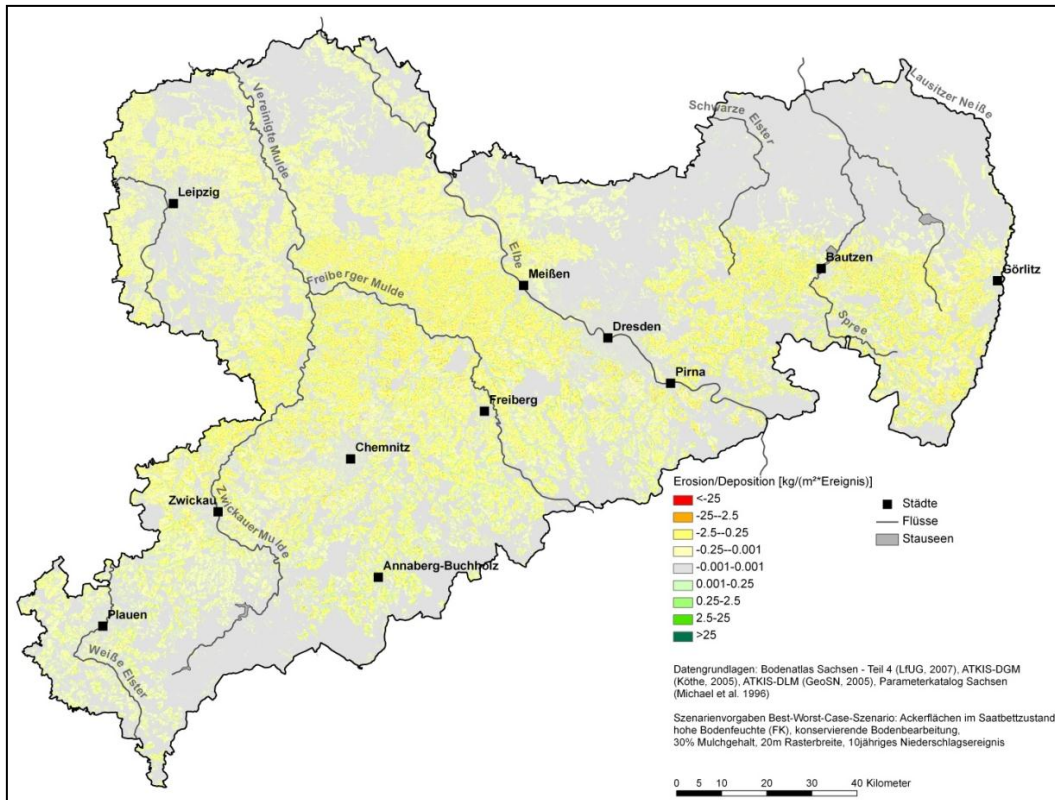 Lausitzer Neiße
Schwarze Elster
Vereinigte Mulde
Leipzig
Elbe
Bautzen
Görlitz
Freiberger Mulde
Meißen
Dresden
Spree
Pirna
Freiberg
Chemnitz
Zwickau
Zwickauer Mulde
Annaberg-Buchholz
Plauen
Weiße Elster
Erosion/Deposition [kg/(m²*Ereignis)]
<-25
-25--2.5
-2.5--0.25
-0.25--0.001
-0.001-0.001
0.001-0.25
0.25-2.5
2.5-25
>25
Städte
Flüsse
Stauseen
Datengrundlagen: Bodenatlas Sachsen - Teil 4 (LfUG, 2007), ATKIS-DGM
(Köthe, 2005), ATKIS-DLM (GeoSN, 2005), Parameterkatalog Sachsen
(Michael et al. 1996)
Szenarienvorgaben Best-Worst-Case-Szenario: Ackerflächen im Saatbettzustand,
hohe Bodenfeuchte (FK), konservierende Bodenbearbeitung,
30% Mulchgehalt, 20m Rasterbreite, 10jähriges Niederschlagsereignis
0 5 10 20 30 40 Kilometer